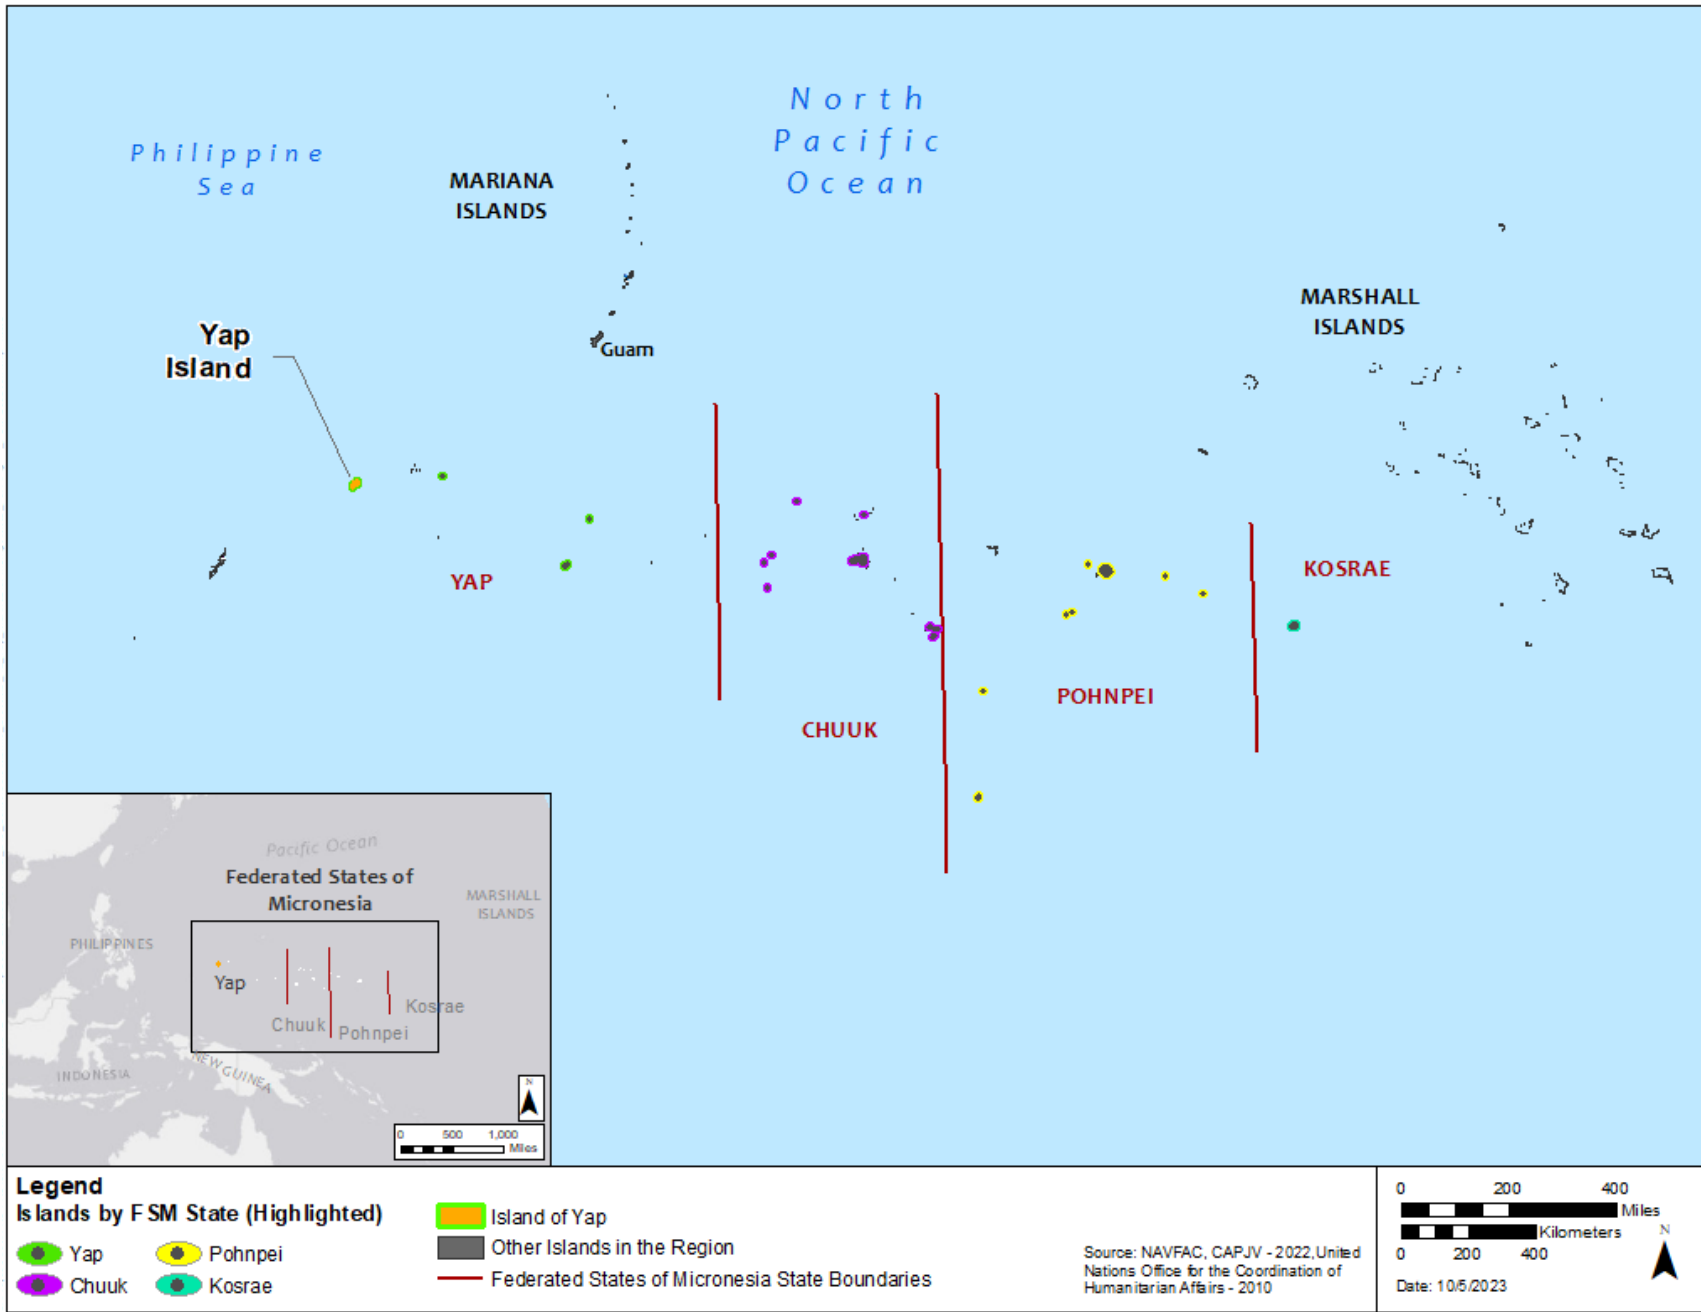 North
Pacific
Ocean
Philippine
Sea
MARIANA
ISLANDS
MARSHALL
ISLANDS
Yap
Island
Guam
YAP
KOSRAE
POHNPEI
CHUUK
Pacific Ocean
Federated States of
Micronesia
MARSHALL
ISLANDS
PHILIPPINES
Yap
Kosrae
Chuuk
Pohnpei
NEW GUINEA
INDONESIA
N
0 500 1,000
Miles
Legend
Islands by FSM State (Highlighted)
Yap
Pohnpei
Chuuk
Kosrae
Island of Yap
Other Islands in the Region
Federated States of Micronesia State Boundaries
Source: NAVFAC, CAPJV - 2022, United
Nations Office for the Coordination of
Humanitarian Affairs - 2010
0 200 400
Miles
Kilometers
0 200 400
N
Date: 10/5/2023